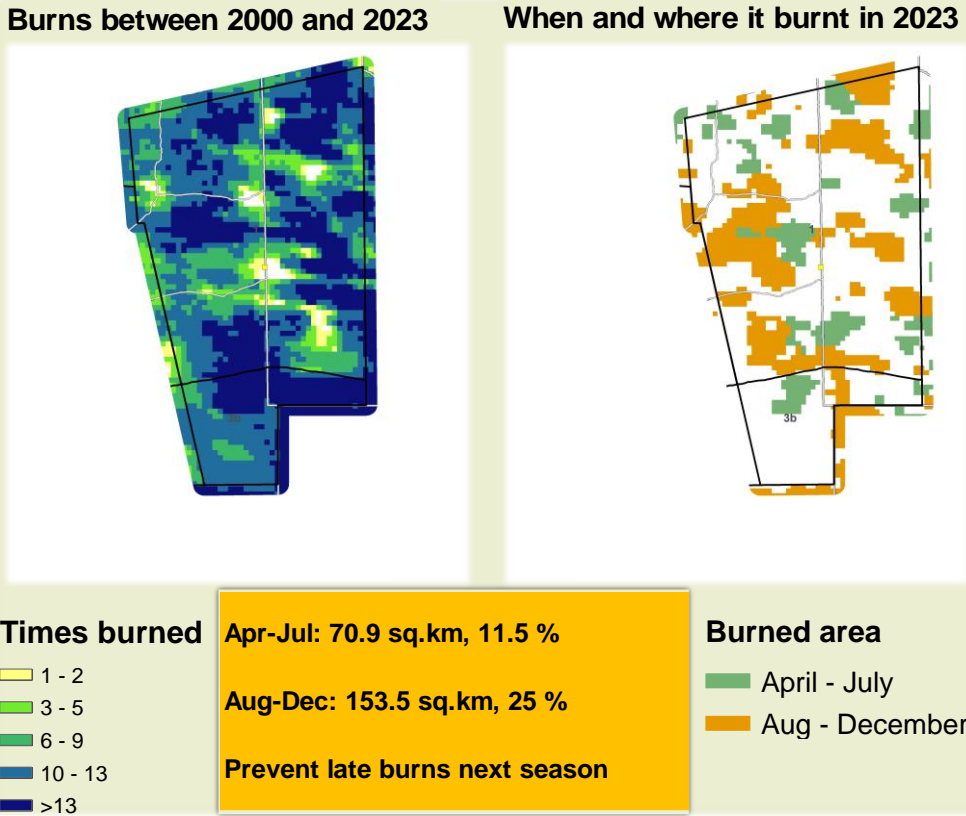 Burns between 2000 and 2023
When and where it burnt in 2023
1
3b
3b
Times burned
1 - 2
3 - 5
6 - 9
10 - 13
>13
Apr-Jul: 70.9 sq.km, 11.5 %
Aug-Dec: 153.5 sq.km, 25 %
Prevent late burns next season
Burned area
April - July
Aug - December